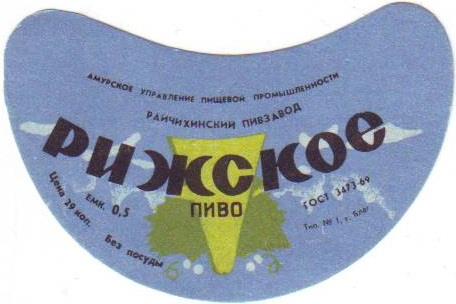 АМУРСКОЕ УПРАВЛЕНИЕ ПИЩЕВОЙ ПРОМЫШЛЕННОСТИ
РАЙЧИХИНСКИЙ ПИВЗАВОД
РИЖСКОЕ
ПИВО
ЕМК. 0,5
Цена 29 коп.
Без посуды
ГОСТ 3473-69
Тип. № 1, г. Благ